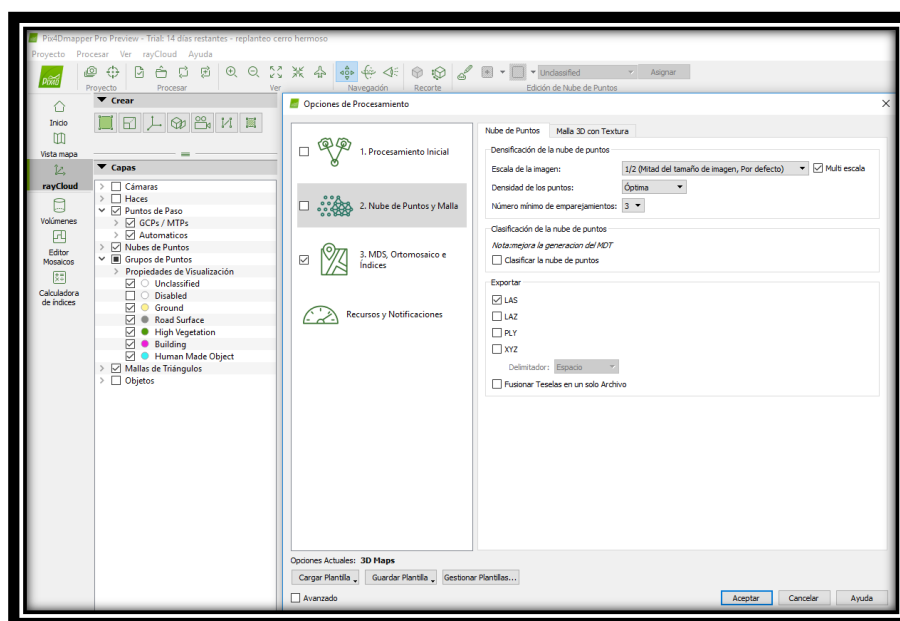 Pix4Dmapper Pro Preview - Trial: 14 días restantes - replanteo cerro hermoso
Proyecto Procesar Ver rayCloud Ayuda
Unclassified Asignar
Proyecto Procesar Ver Navegación Recorte Edición de Nube de Puntos
Inicio
Vista mapa
rayCloud
Volúmenes
Editor
Mosaicos
Calculadora
de índices
Crear
Capas
Cámaras
Haces
Puntos de Paso
GCPs / MTPs
Automaticos
Nubes de Puntos
Grupos de Puntos
Propiedades de Visualización
Unclassified
Disabled
Ground
Road Surface
High Vegetation
Building
Human Made Object
Mallas de Triángulos
Objetos
Opciones de Procesamiento
1. Procesamiento Inicial
2. Nube de Puntos y Malla
3. MDS, Ortomosaico e
Índices
Recursos y Notificaciones
Nube de Puntos Malla 3D con Textura
Densificación de la nube de puntos
Escala de la imagen: 1/2 (Mitad del tamaño de imagen, Por defecto) Multi escala
Densidad de los puntos: Óptima
Número mínimo de emparejamientos: 3
Clasificación de la nube de puntos
Nota:mejora la generacion del MDT
Clasificar la nube de puntos
Exportar
LAS
LAZ
PLY
XYZ
Delimitador: Espacio
Fusionar Teselas en un solo Archivo
Opciones Actuales: 3D Maps
Cargar Plantilla Guardar Plantilla Gestionar Plantillas...
Avanzado
Aceptar Cancelar Ayuda